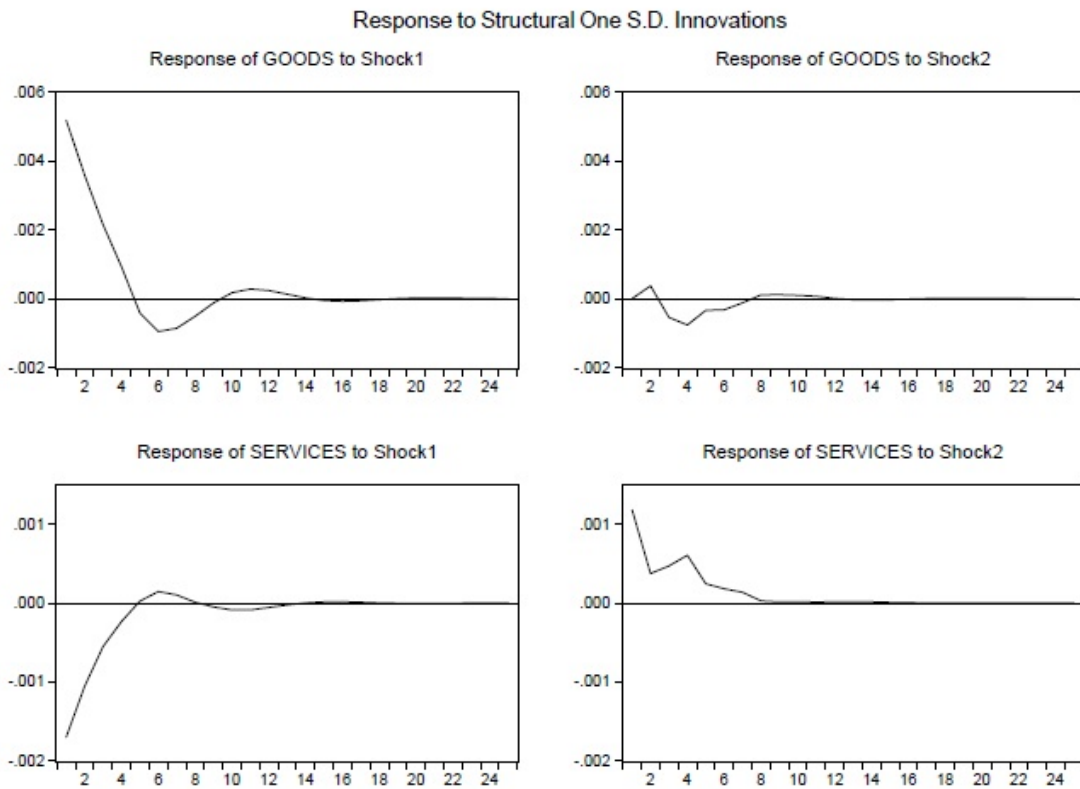 Response to Structural One S.D. Innovations
Response of GOODS to Shock1
.006
.004
.002
.000
-.002
2 4 6 8 10 12 14 16 18 20 22 24
Response of GOODS to Shock2
.006
.004
.002
.000
-.002
2 4 6 8 10 12 14 16 18 20 22 24
Response of SERVICES to Shock1
.001
.000
-.001
-.002
2 4 6 8 10 12 14 16 18 20 22 24
Response of SERVICES to Shock2
.001
.000
-.001
-.002
2 4 6 8 10 12 14 16 18 20 22 24